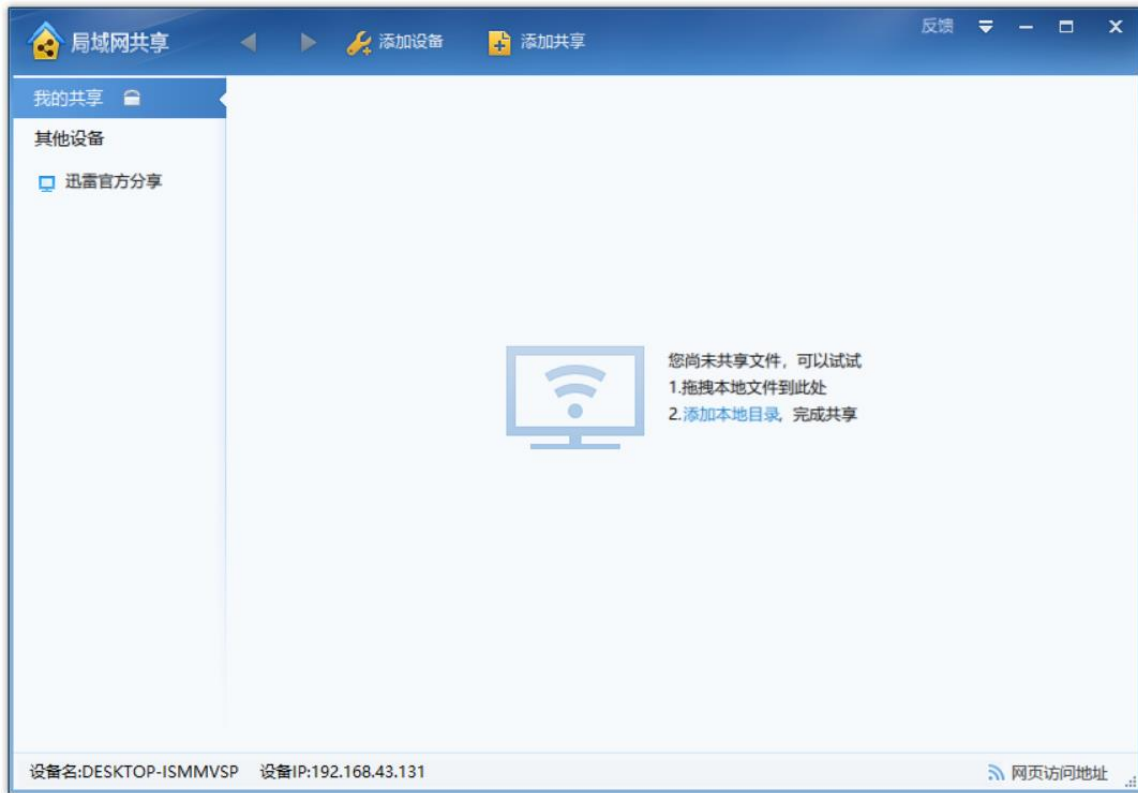 局域网共享
添加设备
添加共享
反馈
我的共享
其他设备
迅雷官方分享
您尚未共享文件，可以试试
1.拖拽本地文件到此处
2.添加本地目录，完成共享
设备名:DESKTOP-ISMMVSP 设备IP:192.168.43.131
网页访问地址